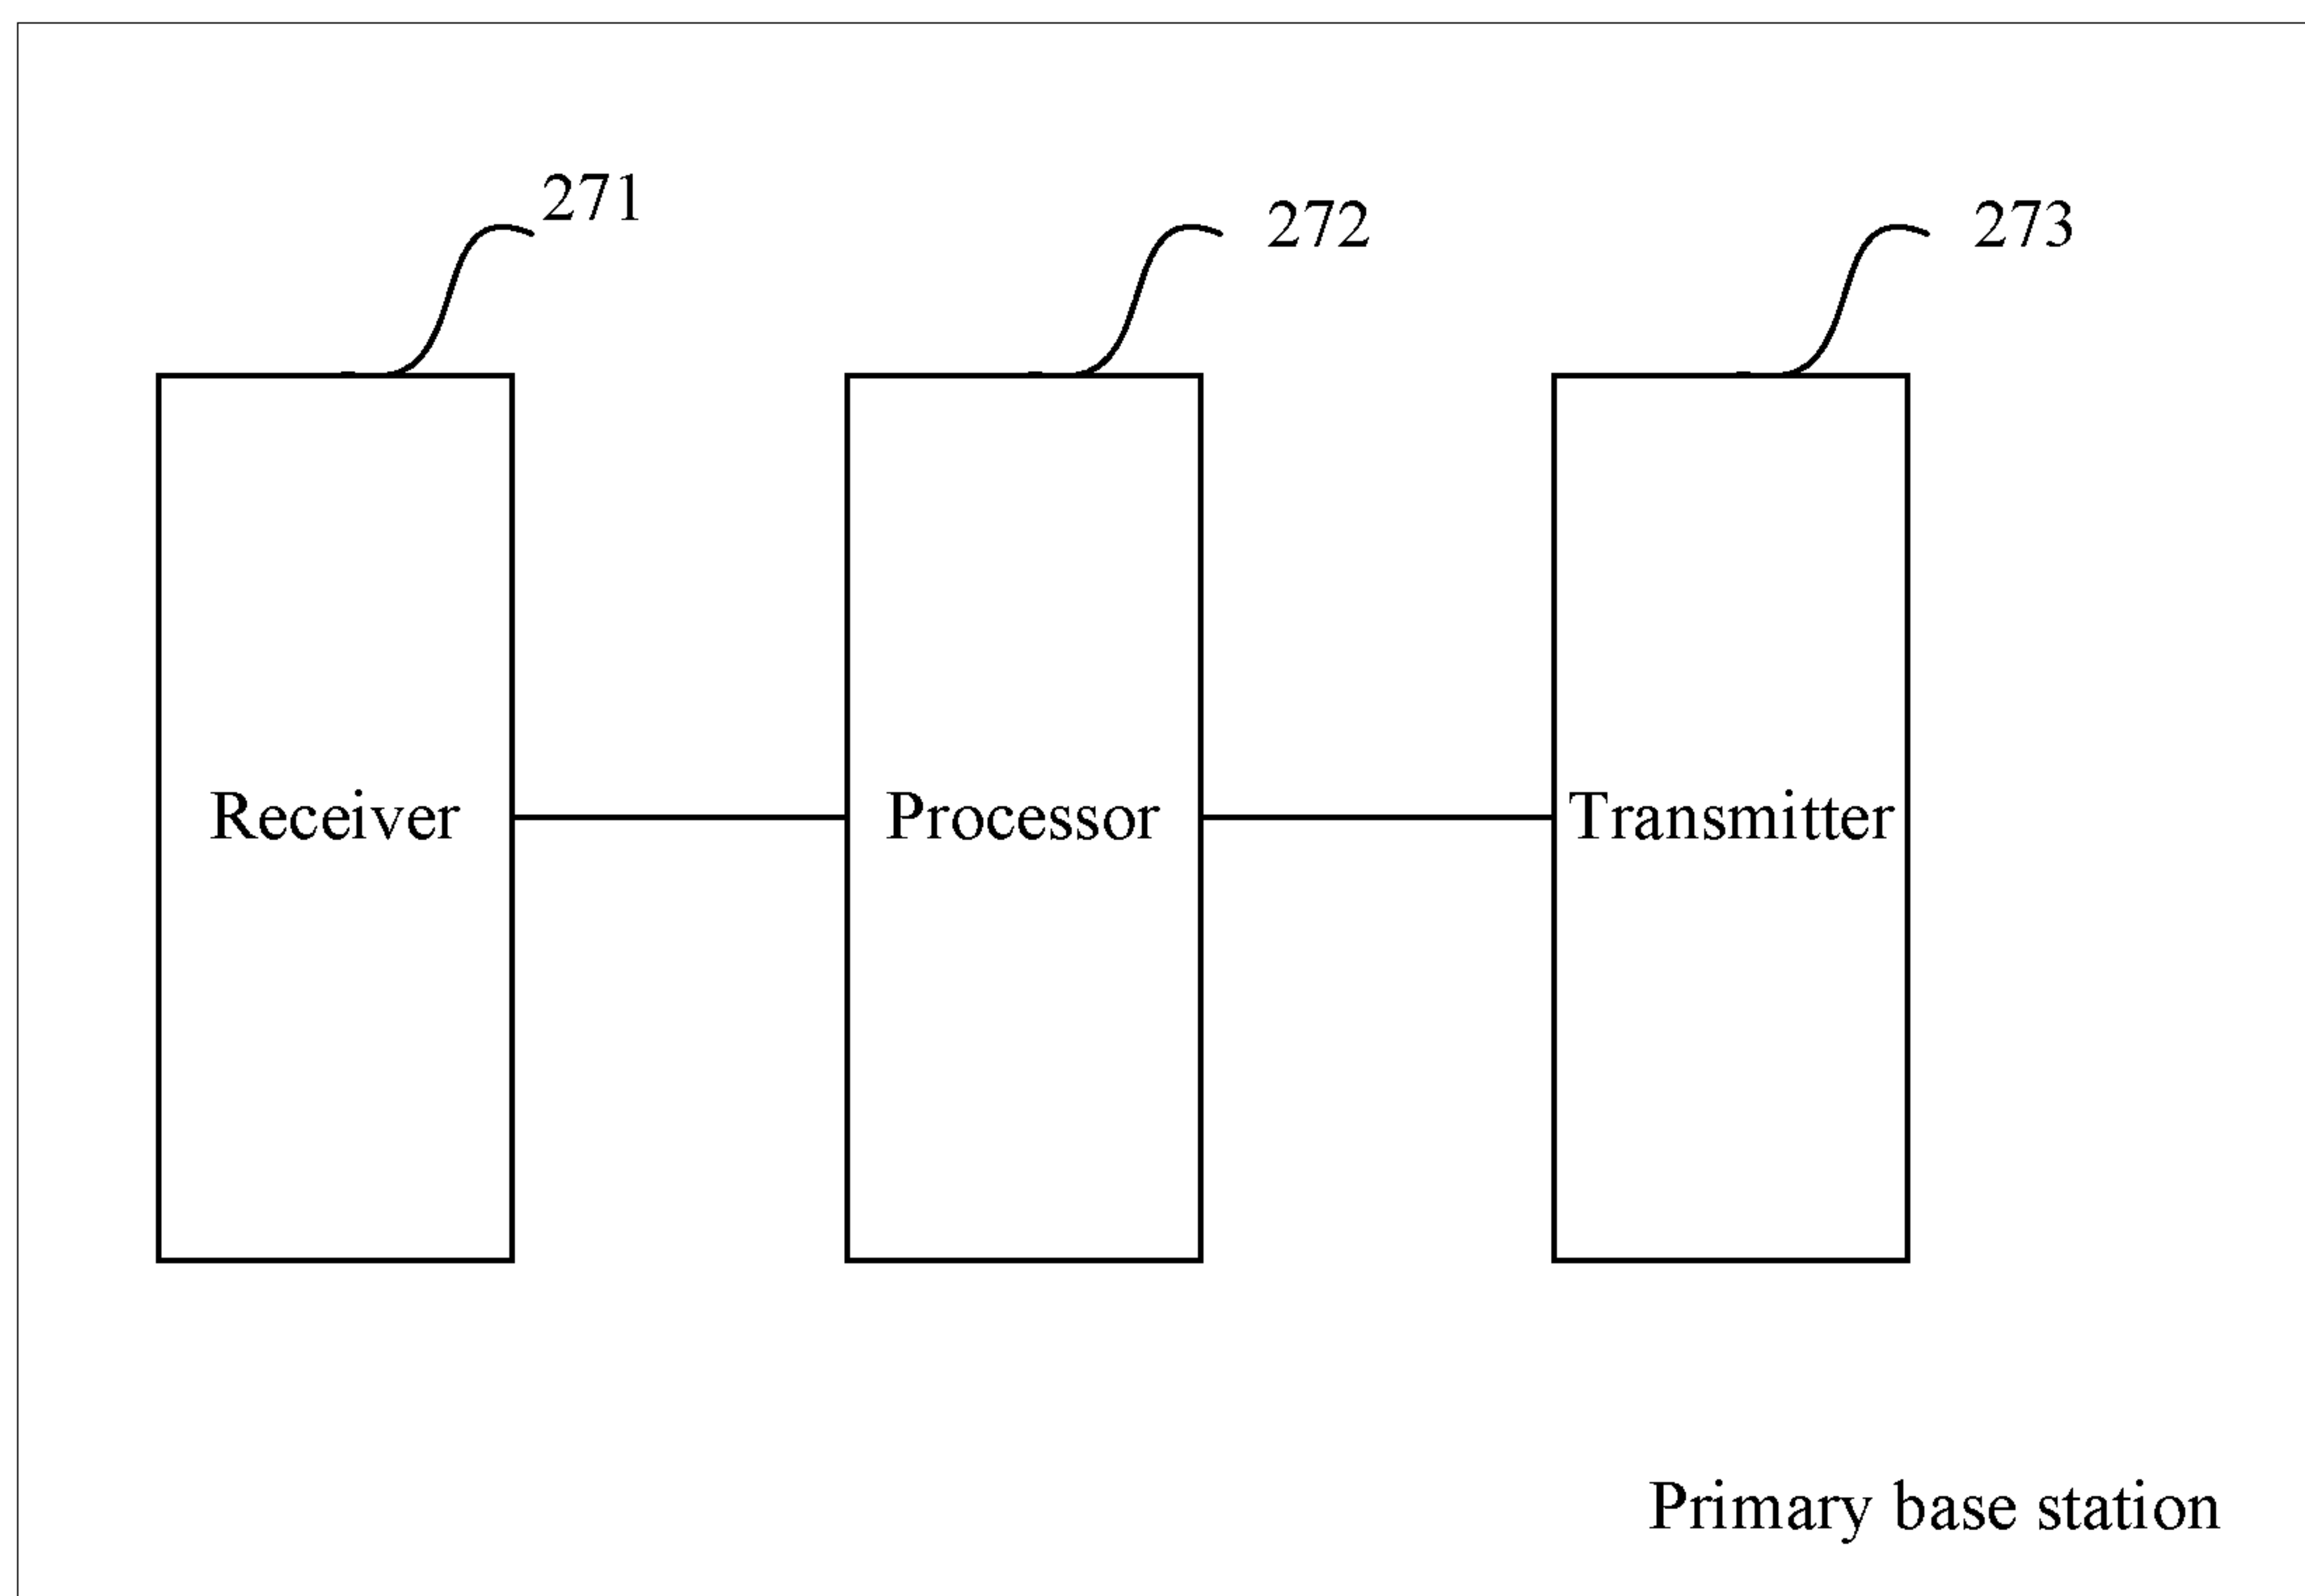 271
272
273
Receiver
Processor
Transmitter
Primary base station